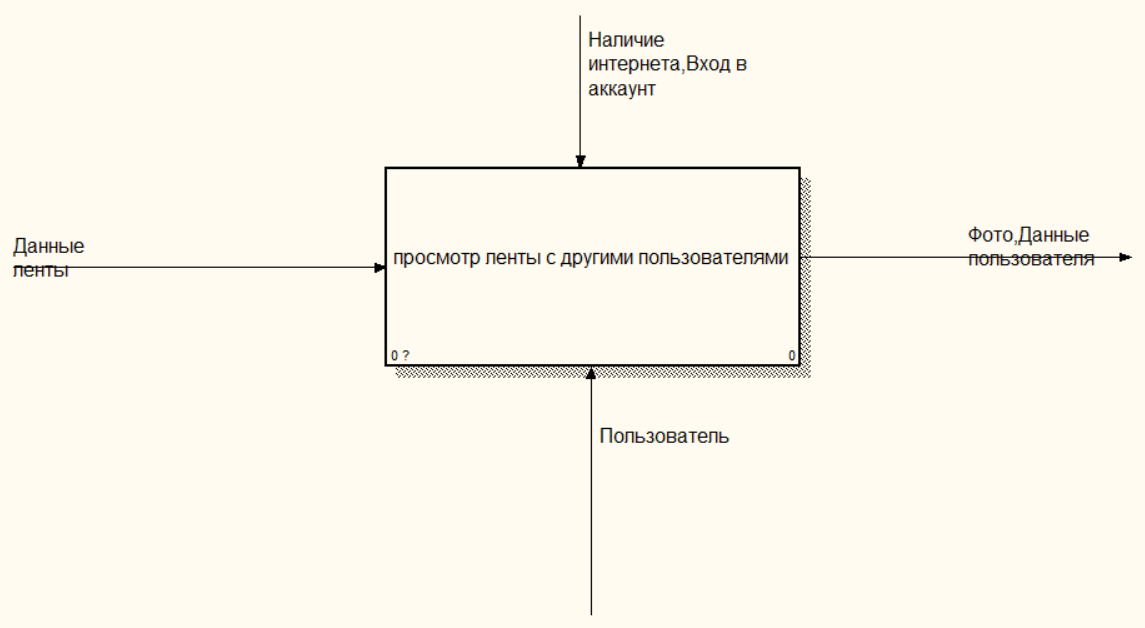 Наличие
интернета,Вход в
аккаунт
Данные
ленты
просмотр ленты с другими пользователями
Фото,Данные
пользователя
0 ?
0
Пользователь